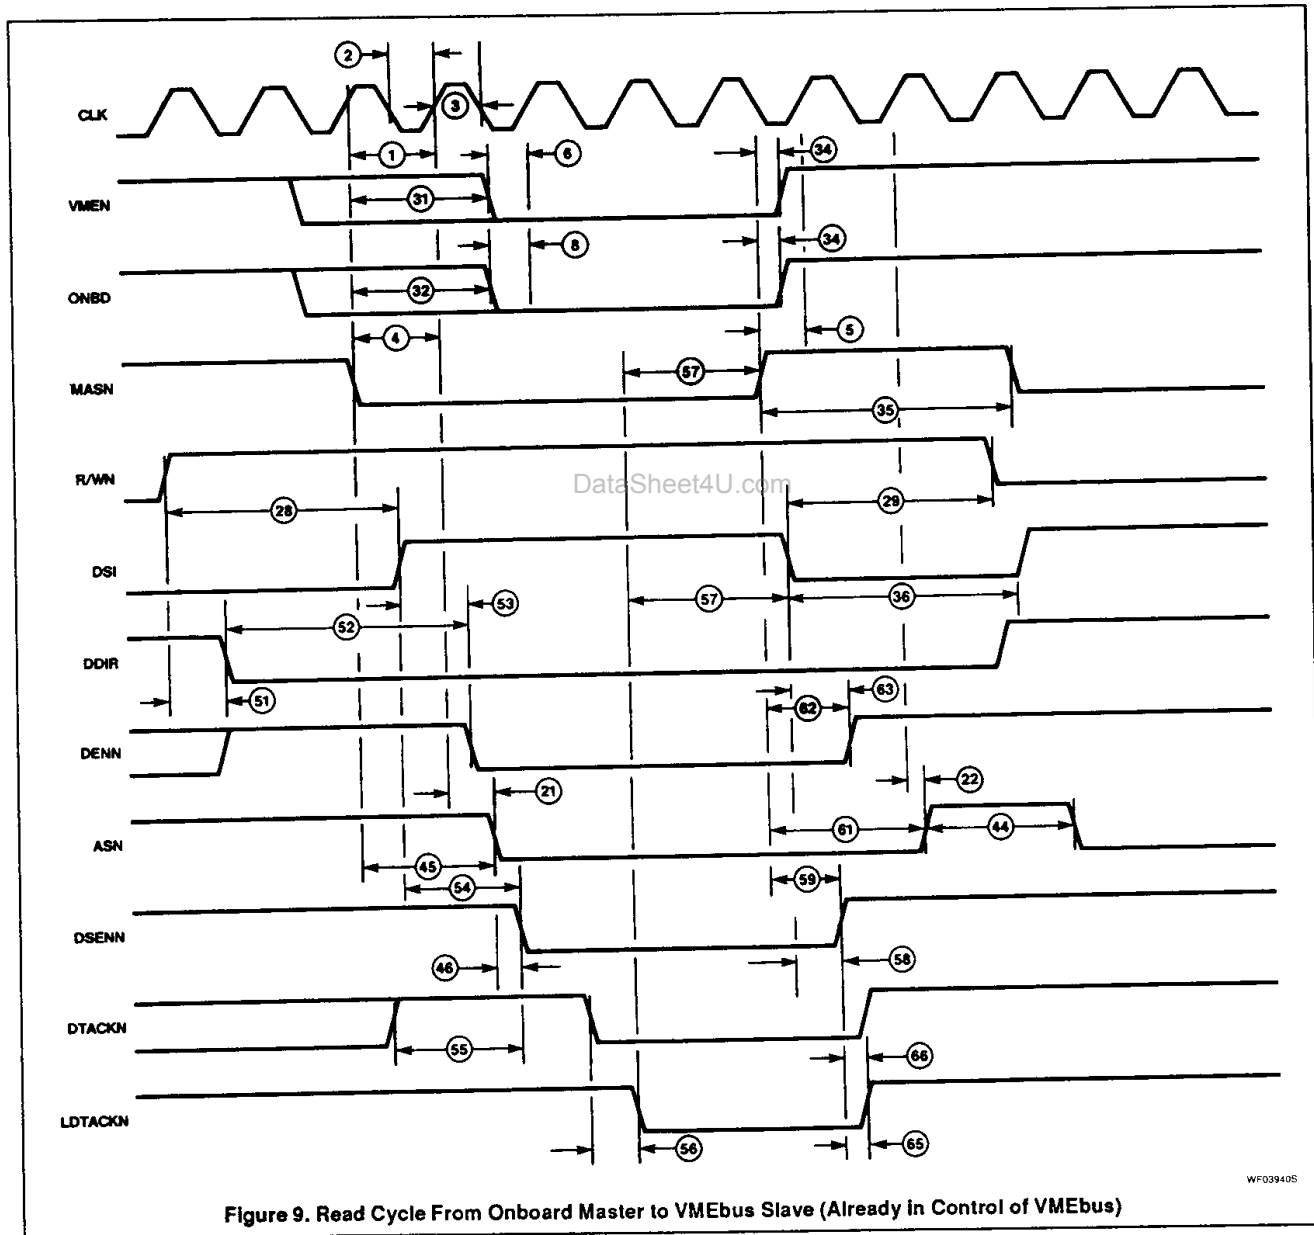 2
CLK
3
1
6
34
VMEN
31
8
34
ONBD
32
4
5
MASN
57
35
R/WN
DataSheet4U.com
28
29
DSI
53
57
36
52
DDIR
51
63
62
DENN
21
22
ASN
61
44
45
54
59
DSENN
46
58
DTACKN
55
66
LDTACKN
56
65
WF03940S
Figure 9. Read Cycle From Onboard Master to VMEbus Slave (Already in Control of VMEbus)